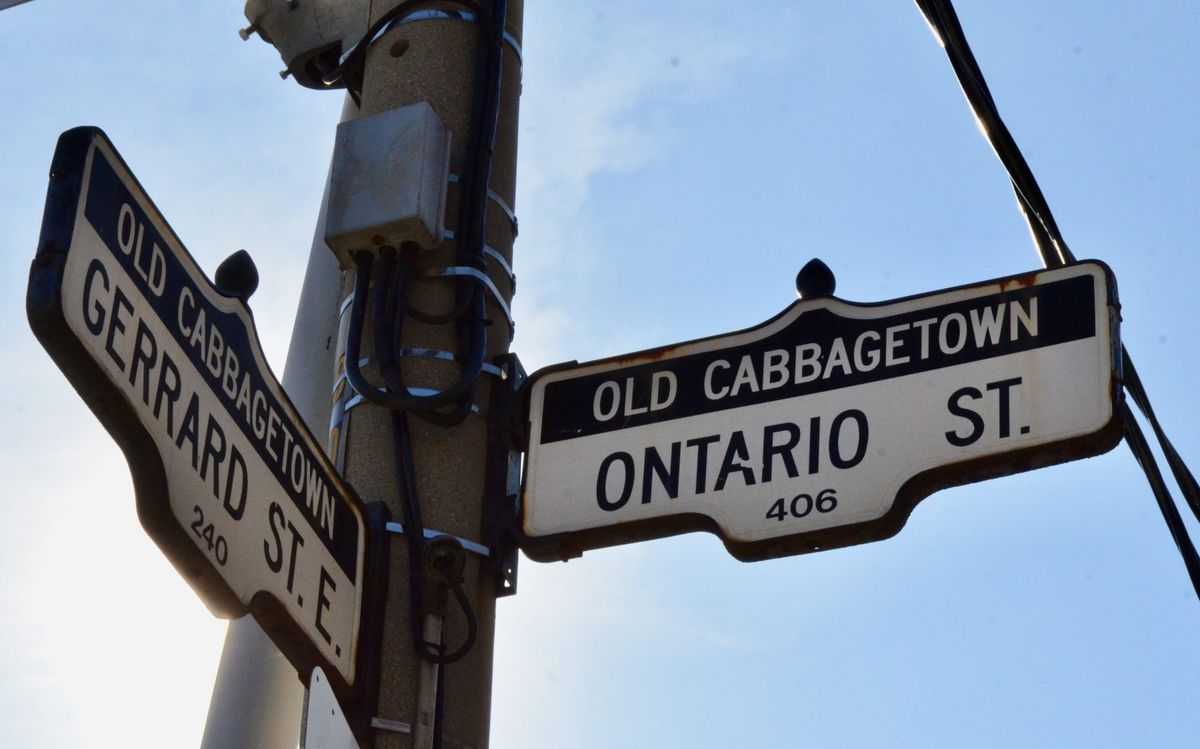 OLD CABBAGETOWN
GERRARD ST. E.
240
OLD CABBAGETOWN
ONTARIO ST.
406